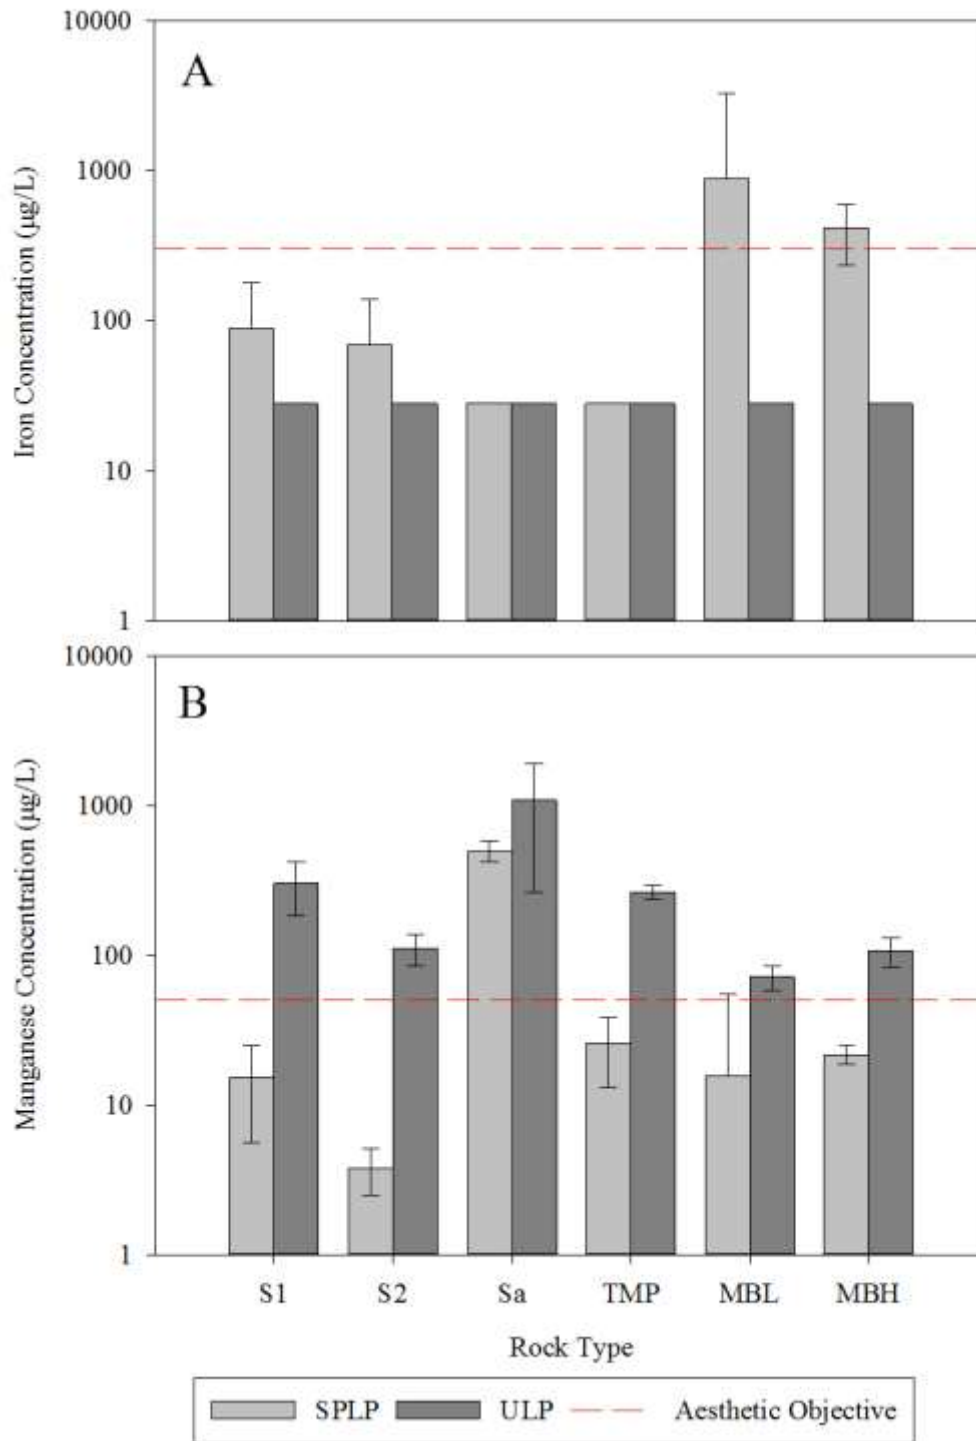 10000
A
1000
100
10
1
Iron Concentration (µg/L)
10000
B
1000
100
10
1
Manganese Concentration (µg/L)
S1 S2 Sa TMP MBL MBH
Rock Type
SPLP ULP Aesthetic Objective